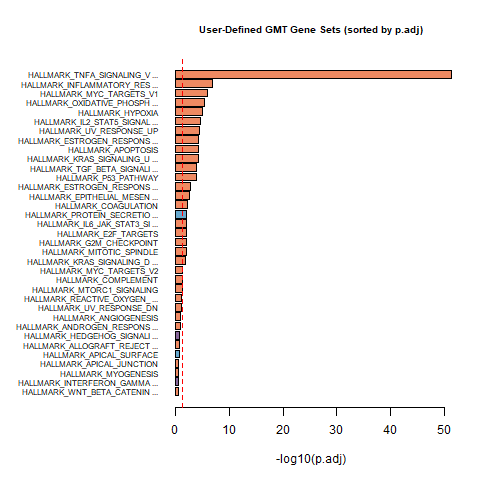 User-Defined GMT Gene Sets (sorted by p.adj)
HALLMARK_TNFA_SIGNALING_V ...
HALLMARK_INFLAMMATORY_RES ...
HALLMARK_MYC_TARGETS_V1
HALLMARK_OXIDATIVE_PHOSPH ...
HALLMARK_HYPOXIA
HALLMARK_IL2_STAT5_SIGNAL ...
HALLMARK_UV_RESPONSE_UP
HALLMARK_ESTROGEN_RESPONS ...
HALLMARK_APOPTOSIS
HALLMARK_KRAS_SIGNALING_U ...
HALLMARK_TGF_BETA_SIGNALI ...
HALLMARK_P53_PATHWAY
HALLMARK_ESTROGEN_RESPONS ...
HALLMARK_EPITHELIAL_MESEN ...
HALLMARK_COAGULATION
HALLMARK_PROTEIN_SECRETIO ...
HALLMARK_IL6_JAK_STAT3_SI ...
HALLMARK_E2F_TARGETS
HALLMARK_G2M_CHECKPOINT
HALLMARK_MITOTIC_SPINDLE
HALLMARK_KRAS_SIGNALING_D ...
HALLMARK_MYC_TARGETS_V2
HALLMARK_COMPLEMENT
HALLMARK_MTORC1_SIGNALING
HALLMARK_REACTIVE_OXYGEN_ ...
HALLMARK_UV_RESPONSE_DN
HALLMARK_ANGIOGENESIS
HALLMARK_ANDROGEN_RESPONS ...
HALLMARK_HEDGEHOG_SIGNALI ...
HALLMARK_ALLOGRAFT_REJECT ...
HALLMARK_APICAL_SURFACE
HALLMARK_APICAL_JUNCTION
HALLMARK_MYOGENESIS
HALLMARK_INTERFERON_GAMMA ...
HALLMARK_WNT_BETA_CATENIN ...
0 10 20 30 40 50
-log10(p.adj)